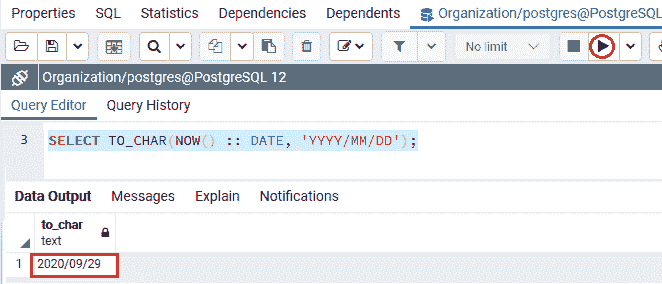 Properties SQL Statistics Dependencies Dependents Organization/postgres@PostgreSQL
No limit
Organization/postgres@PostgreSQL 12
Query Editor Query History
3 SELECT TO_CHAR(NOW() :: DATE, 'YYYY/MM/DD');
Data Output Messages Explain Notifications
to_char
text
1 2020/09/29